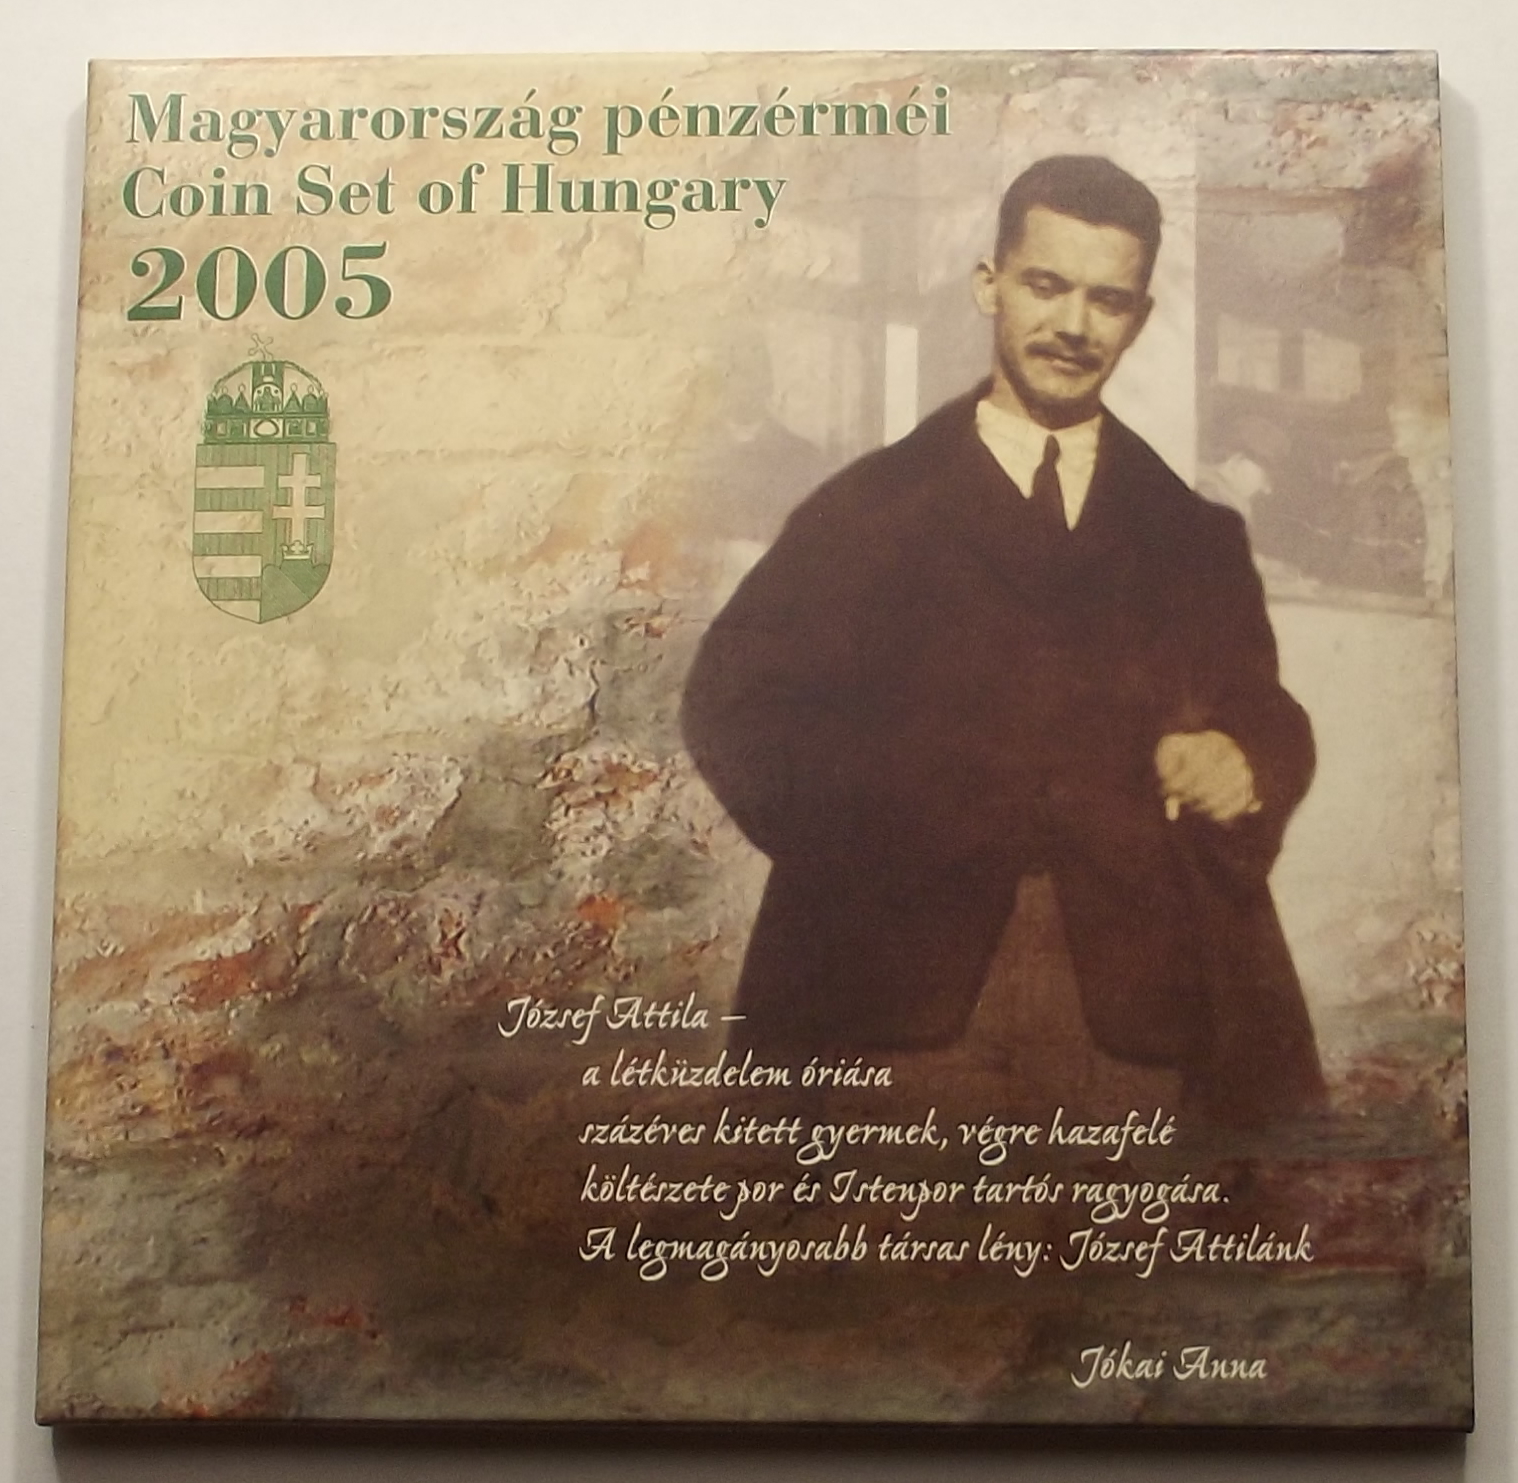 Magyarország pénzérméi
Coin Set of Hungary
2005
József Attila –
a létküzdelem óriása
százéves kitett gyermek, végre hazafelé
költészete por és Istenpor tartós ragyogása.
A legmagányosabb társas lény: József Attilánk
Jókai Anna